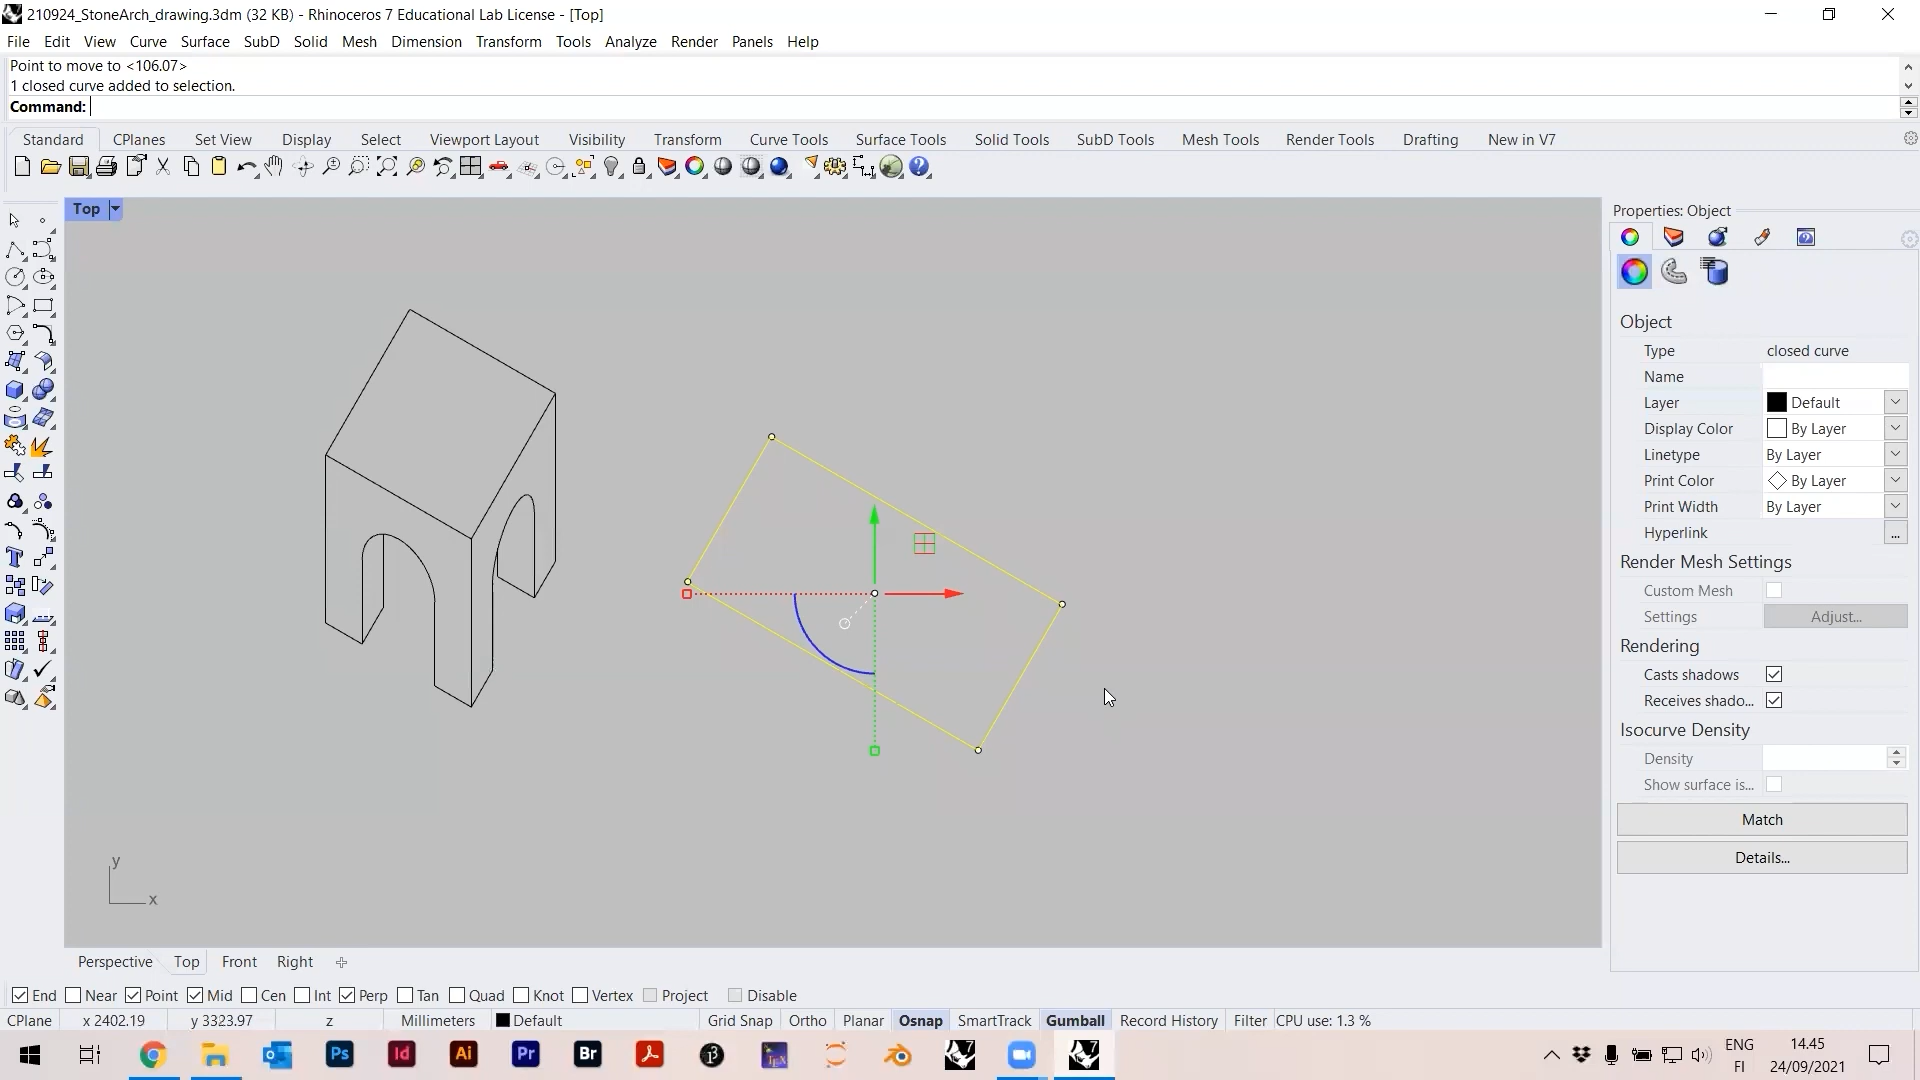 210924_StoneArch_drawing.3dm (32 KB) - Rhinoceros 7 Educational Lab License - [Top]
File Edit View Curve Surface SubD Solid Mesh Dimension Transform Tools Analyze Render Panels Help
Point to move to <106.07>
1 closed curve added to selection.
Command:
Standard CPlanes Set View Display Select Viewport Layout Visibility Transform Curve Tools Surface Tools Solid Tools SubD Tools Mesh Tools Render Tools Drafting New in V7
Top
Properties: Object
Object
Type closed curve
Name
Layer Default
Display Color By Layer
Linetype By Layer
Print Color By Layer
Print Width By Layer
Hyperlink ...
Render Mesh Settings
Custom Mesh
Settings Adjust...
Rendering
Casts shadows
Receives shado...
Isocurve Density
Density
Show surface is...
Match
Details...
y
x
Perspective Top Front Right
End Near Point Mid Cen Int Perp Tan Quad Knot Vertex Project Disable
CPlane x 2402.19 y 3323.97 z Millimeters Default Grid Snap Ortho Planar Osnap SmartTrack Gumball Record History Filter CPU use: 1.3 %
Ps Id Ai Pr Br
ENG
FI
14.45
24/09/2021